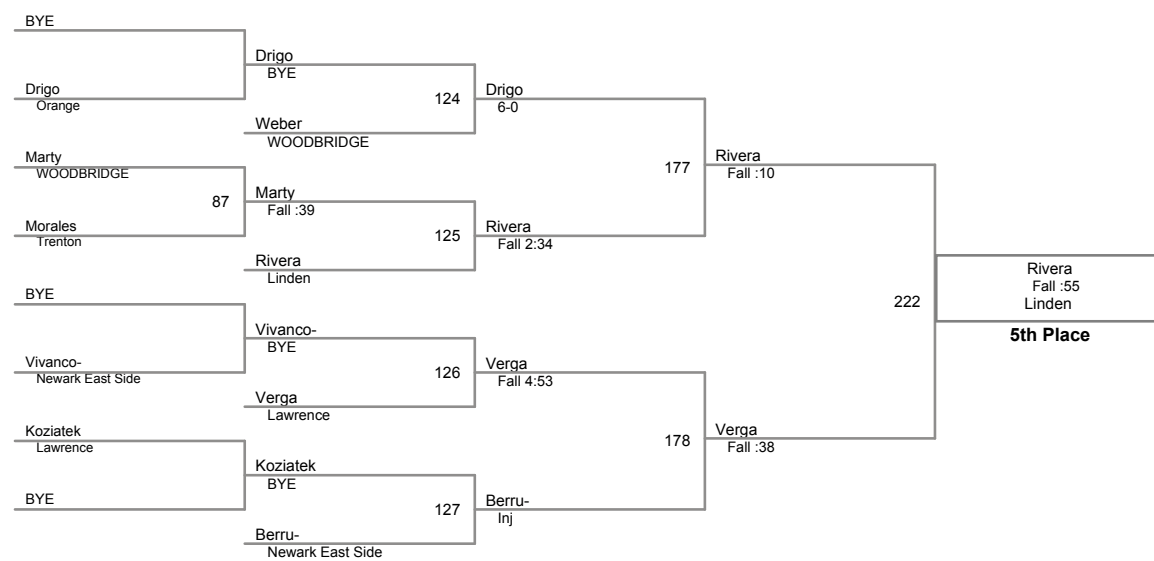 BYE
Drigo
Orange
Marty
WOODBRIDGE
87
Morales
Trenton
BYE
Vivanco-
Newark East Side
Koziatek
Lawrence
BYE
Drigo
BYE
124
Weber
WOODBRIDGE
Marty
Fall :39
125
Rivera
Linden
Vivanco-
BYE
126
Verga
Lawrence
Koziatek
BYE
127
Berru-
Newark East Side
Drigo
6-0
177
Rivera
Fall 2:34
Verga
Fall 4:53
178
Berru-
Inj
Rivera
Fall :10
222
Verga
Fall :38
Rivera
Fall :55
Linden
5th Place